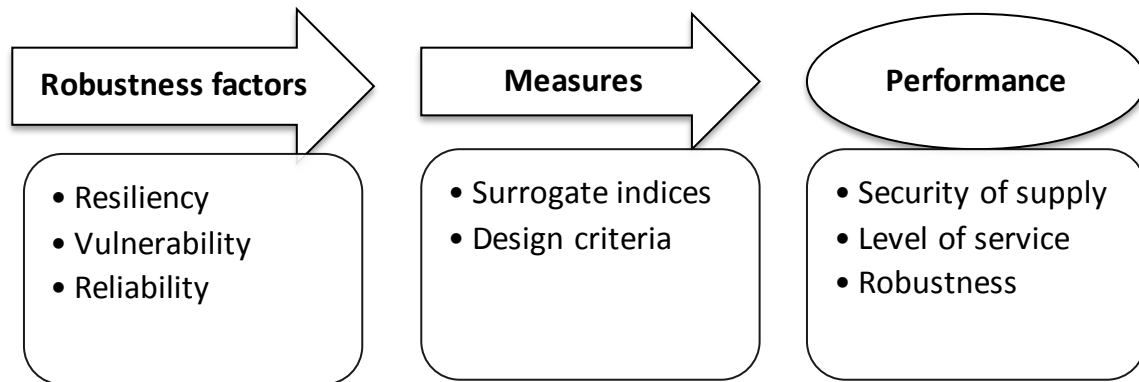 Robustness factors
Measures
Performance
• Resiliency
• Vulnerability
• Reliability
• Surrogate indices
• Design criteria
• Security of supply
• Level of service
• Robustness